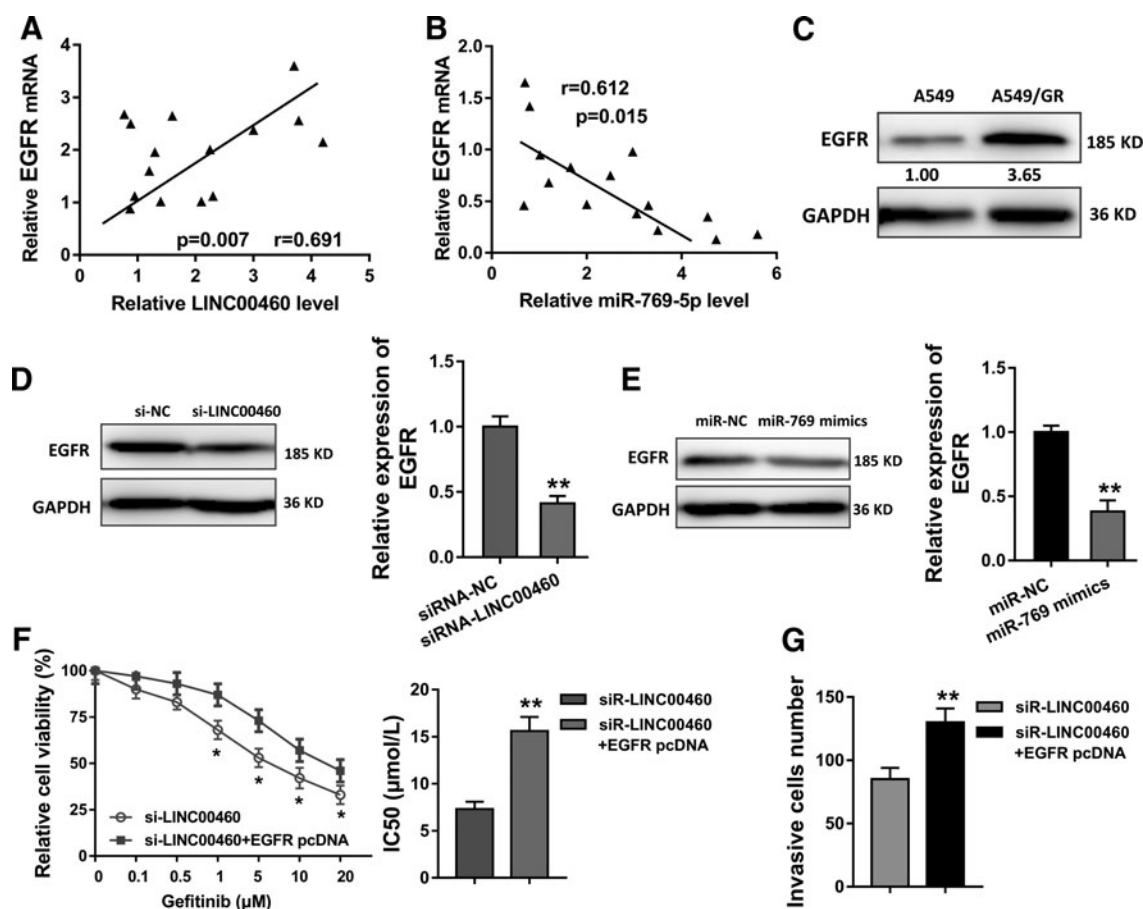 A
Relative EGFR mRNA
4
3
2
1
0
0 1 2 3 4 5
p=0.007 r=0.691
Relative LINC00460 level
B
Relative EGFR mRNA
2.0
1.5
1.0
0.5
0.0
0 2 4 6
r=0.612
p=0.015
Relative miR-769-5p level
C
A549 A549/GR
EGFR 185 KD
1.00 3.65
GAPDH 36 KD
D
si-NC si-LINC00460
EGFR 185 KD
GAPDH 36 KD
Relative expression of
EGFR
1.5
1.0
0.5
0.0
**
siRNA-NC
siRNA-LINC00460
E
miR-NC miR-769 mimics
EGFR 185 KD
GAPDH 36 KD
Relative expression of
EGFR
1.5
1.0
0.5
0.0
**
miR-NC
miR-769 mimics
F
Relative cell viability (%)
100
75
50
25
0
* * * *
si-LINC00460
si-LINC00460+EGFR pcDNA
0 0.1 0.5 1 5 10 20
Gefitinib (μM)
IC50 (μmol/L)
20
15
10
5
0
**
siR-LINC00460
siR-LINC00460
+EGFR pcDNA
G
Invasive cells number
150
100
50
0
**
siR-LINC00460
siR-LINC00460
+EGFR pcDNA